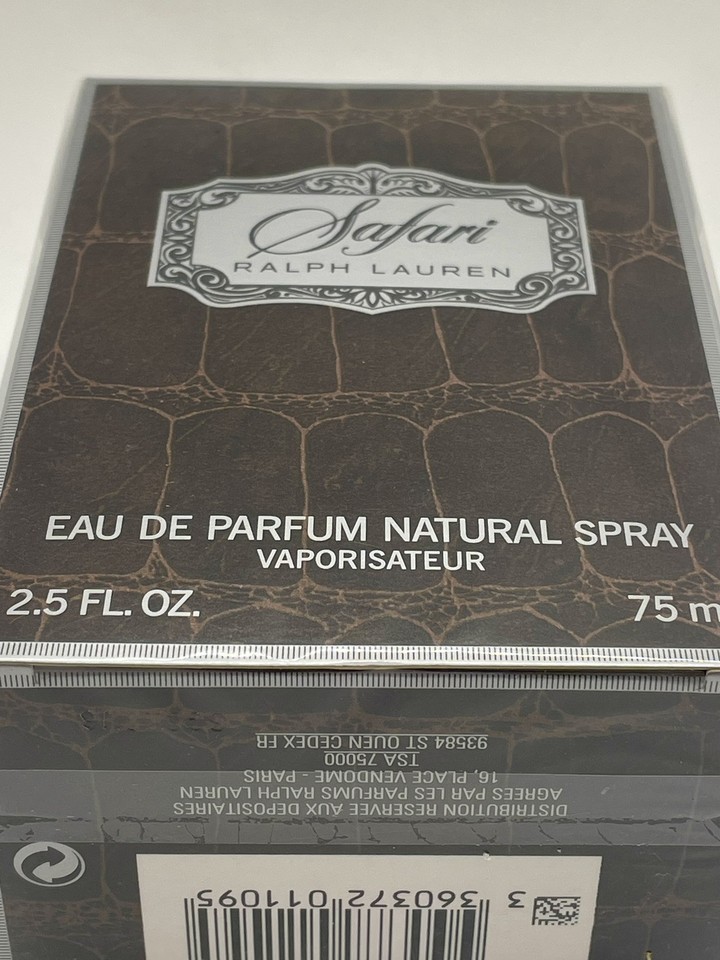 Safari
RALPH LAUREN
EAU DE PARFUM NATURAL SPRAY
VAPORISATEUR
2.5 FL. OZ.
75 m
DISTRIBUTION RESERVEE AUX DEPOSITAIRES
AGREES PAR LES PARFUMS RALPH LAUREN
16, PLACE VENDOME - PARIS
TSA 75000
93584 ST OUEN CEDEX FR
3 360372 011095